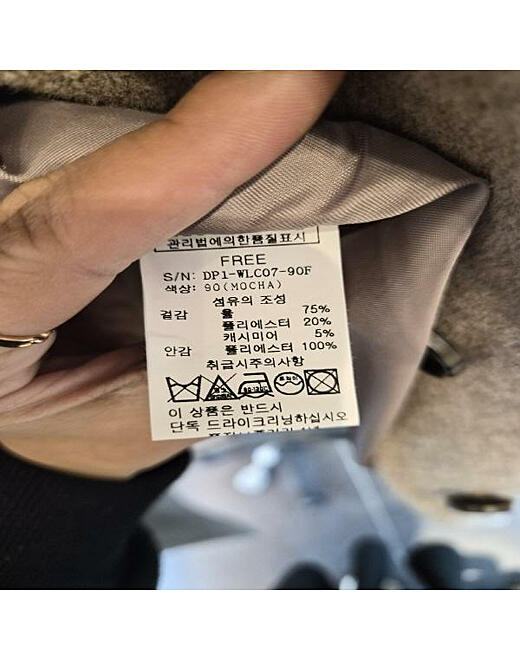 관리법에의한품질표시
FREE
S/N: DP1-WLC07-90F
색상: 90(MOCHA)
섬유의 조성
겉감 울 75%
폴리에스터 20%
캐시미어 5%
안감 폴리에스터 100%
취급시주의사항
이 상품은 반드시
단독 드라이크리닝하십시오